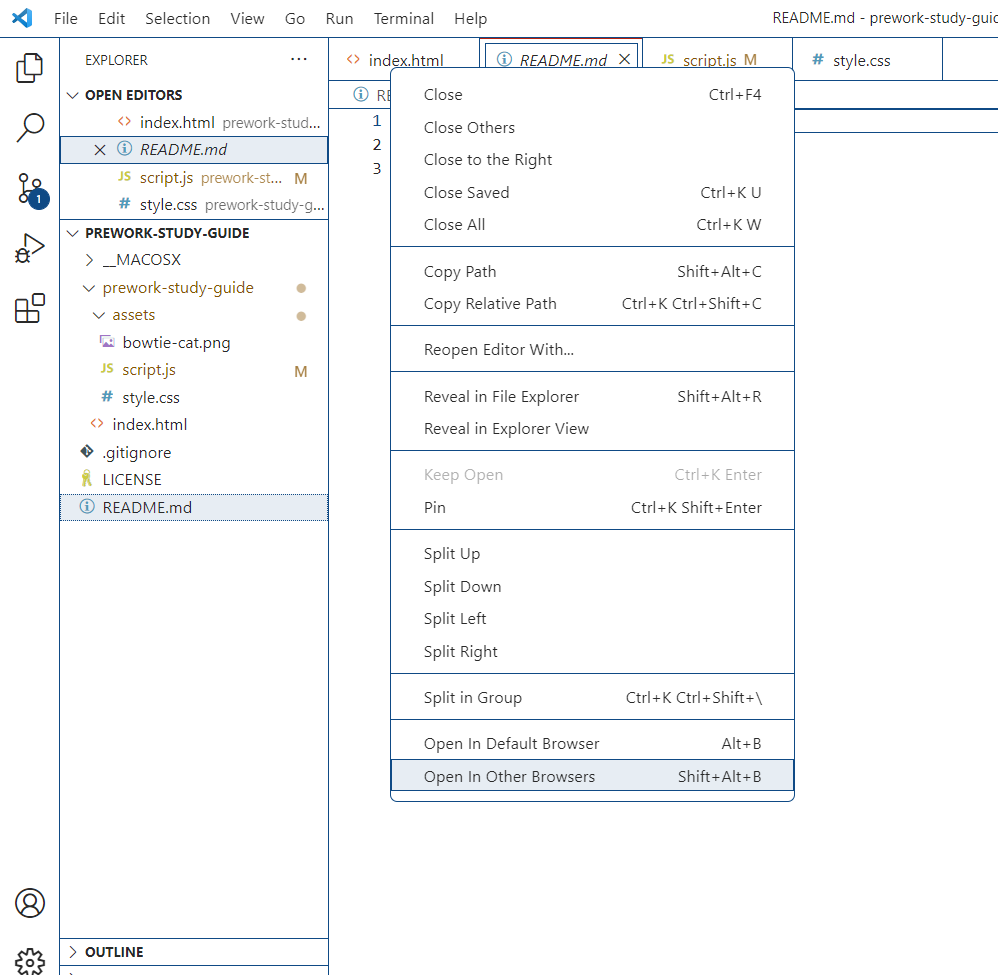 File Edit Selection View Go Run Terminal Help README.md - prework-study-guid
EXPLORER ···
index.html README.md JS script.js M # style.css
OPEN EDITORS
index.html prework-stud...
README.md
JS script.js prework-st... M
# style.css prework-study-g...
1
PREWORK-STUDY-GUIDE
__MACOSX
prework-study-guide
assets
bowtie-cat.png
JS script.js M
# style.css
index.html
.gitignore
LICENSE
README.md
OUTLINE
RE
1
2
3
Close Ctrl+F4
Close Others
Close to the Right
Close Saved Ctrl+K U
Close All Ctrl+K W
Copy Path Shift+Alt+C
Copy Relative Path Ctrl+K Ctrl+Shift+C
Reopen Editor With...
Reveal in File Explorer Shift+Alt+R
Reveal in Explorer View
Keep Open Ctrl+K Enter
Pin Ctrl+K Shift+Enter
Split Up
Split Down
Split Left
Split Right
Split in Group Ctrl+K Ctrl+Shift+\
Open In Default Browser Alt+B
Open In Other Browsers Shift+Alt+B